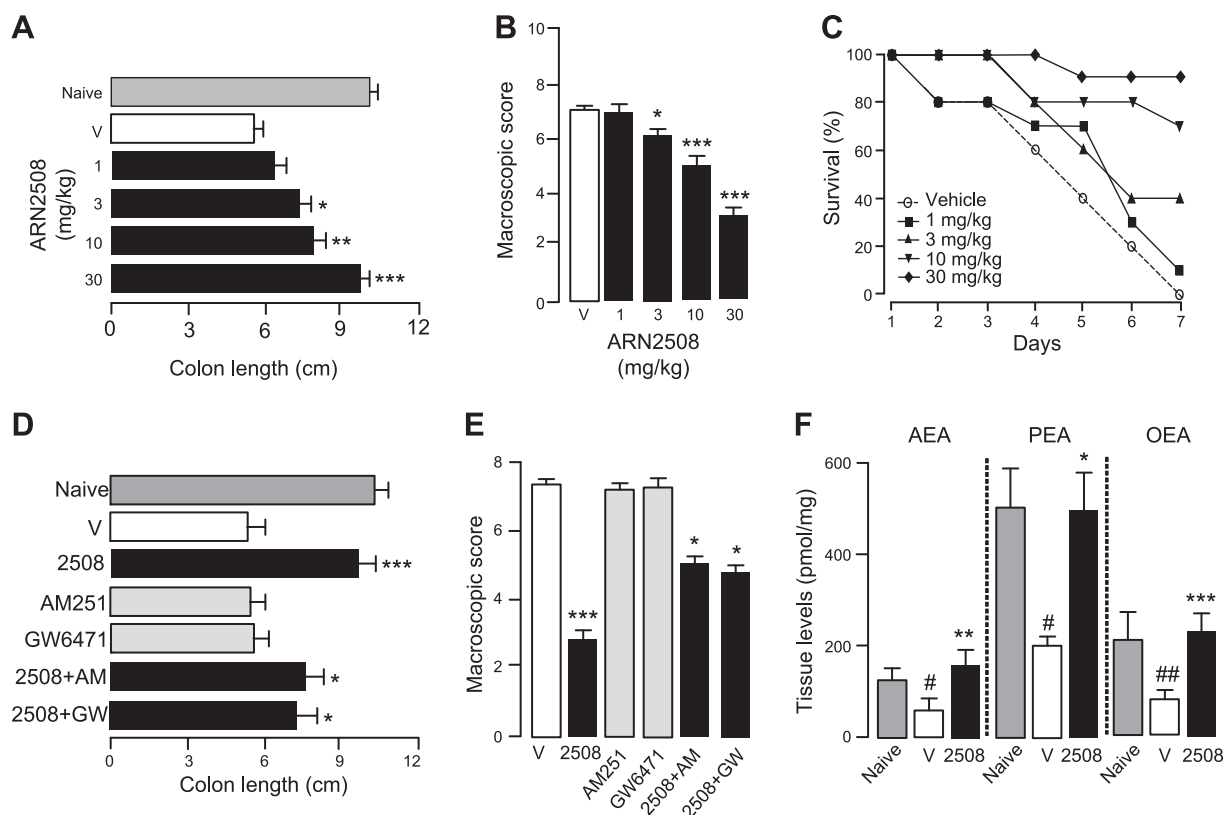 A
Naive
V
1
3
10
30
ARN2508
(mg/kg)
*
**
***
0 3 6 9 12
Colon length (cm)
B
10
8
6
4
2
0
Macroscopic score
*
***
***
V 1 3 10 30
ARN2508
(mg/kg)
C
100
80
60
40
20
0
Survival (%)
Vehicle
1 mg/kg
3 mg/kg
10 mg/kg
30 mg/kg
1 2 3 4 5 6 7
Days
D
Naive
V
2508
AM251
GW6471
2508+AM
2508+GW
***
*
*
0 3 6 9 12
Colon length (cm)
E
8
6
4
2
0
Macroscopic score
***
*
*
V 2508 AM251 GW6471 2508+AM 2508+GW
F
AEA PEA OEA
600
400
200
0
Tissue levels (pmol/mg)
#
**
#
*
##
***
Naive V 2508 Naive V 2508 Naive V 2508